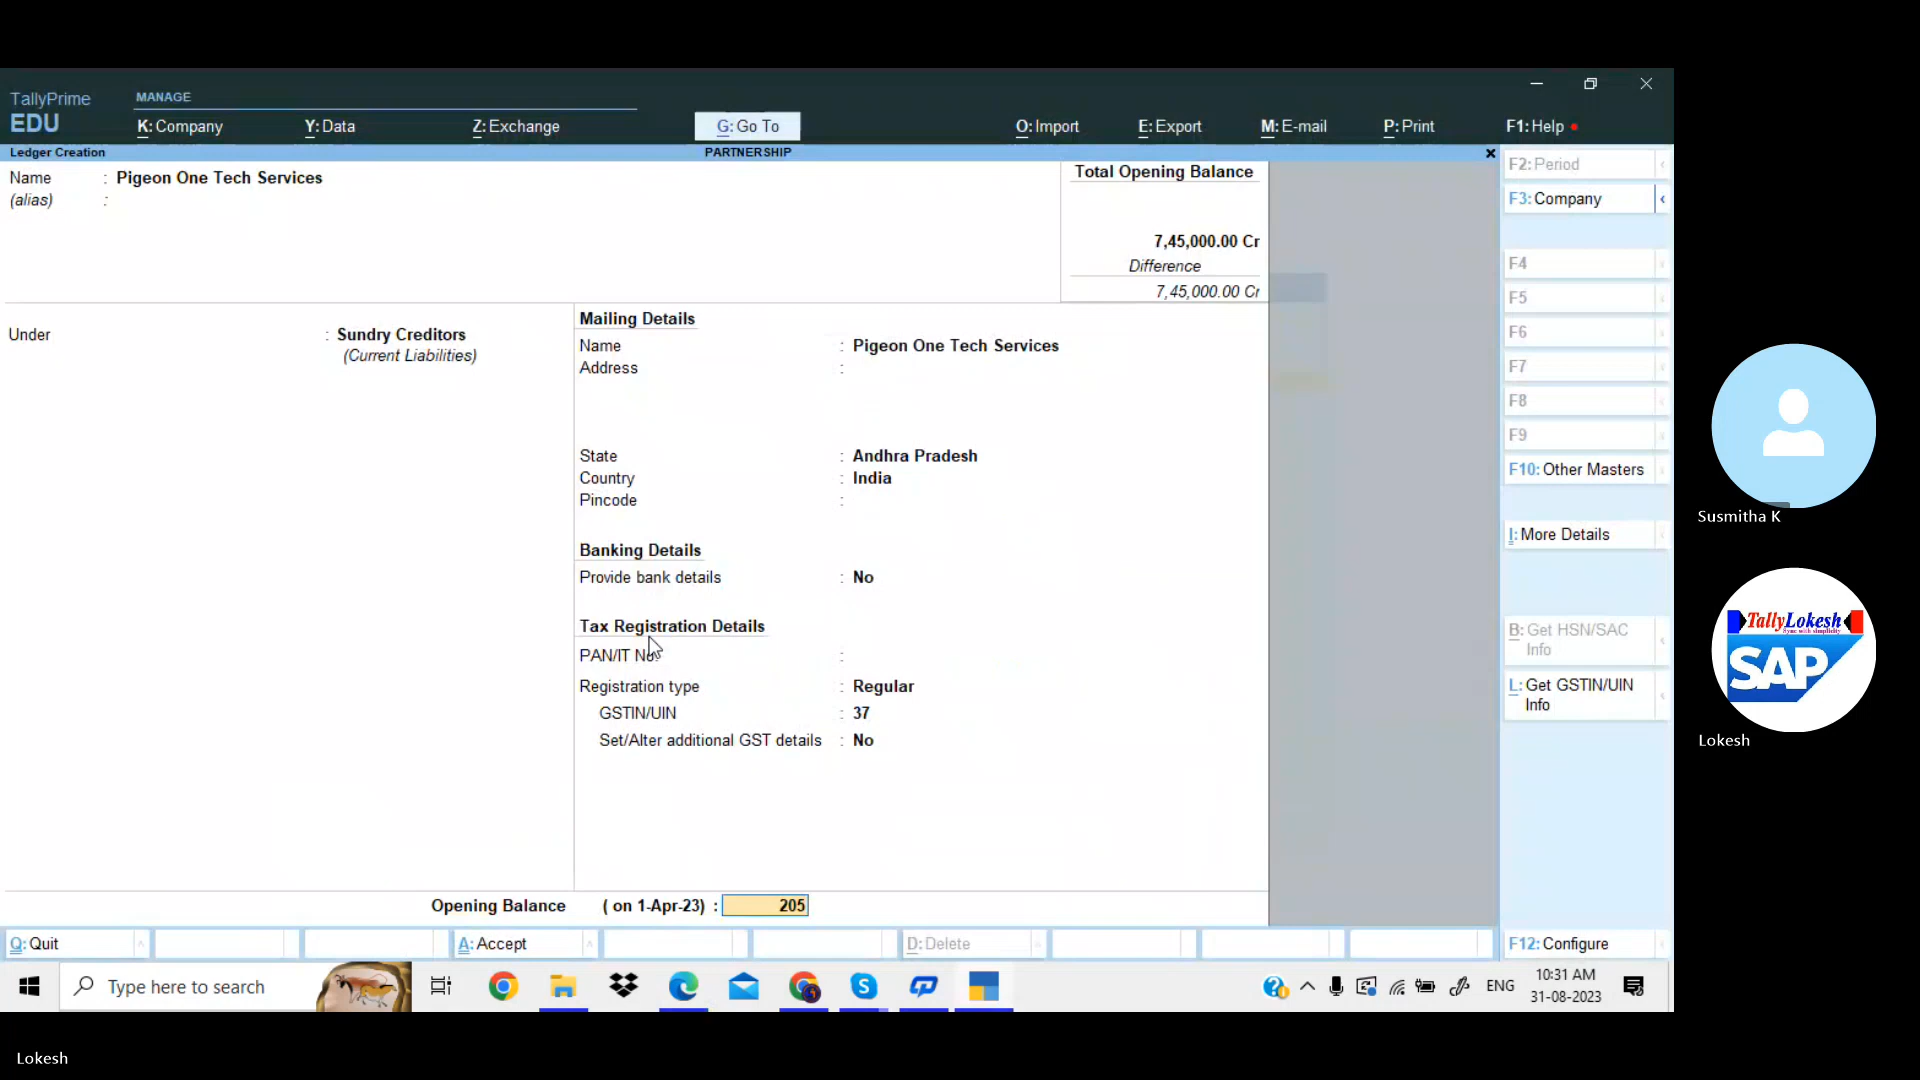 TallyPrime
EDU
MANAGE
K: Company
Y: Data
Z: Exchange
G: Go To
O: Import
E: Export
M: E-mail
P: Print
F1: Help
Ledger Creation
PARTNERSHIP
Name : Pigeon One Tech Services
(alias) :
Total Opening Balance
7,45,000.00 Cr
Difference
7,45,000.00 Cr
Under : Sundry Creditors
(Current Liabilities)
Mailing Details
Name : Pigeon One Tech Services
Address :
State : Andhra Pradesh
Country : India
Pincode :
Banking Details
Provide bank details : No
Tax Registration Details
PAN/IT No :
Registration type : Regular
GSTIN/UIN : 37
Set/Alter additional GST details : No
Opening Balance ( on 1-Apr-23) : 205
F2: Period
F3: Company
F4
F5
F6
F7
F8
F9
F10: Other Masters
I: More Details
B: Get HSN/SAC
Info
L: Get GSTIN/UIN
Info
F12: Configure
Q: Quit
A: Accept
D: Delete
Type here to search
ENG
10:31 AM
31-08-2023
Susmitha K
TallyLokesh
Sync with simplicity
SAP
Lokesh
Lokesh